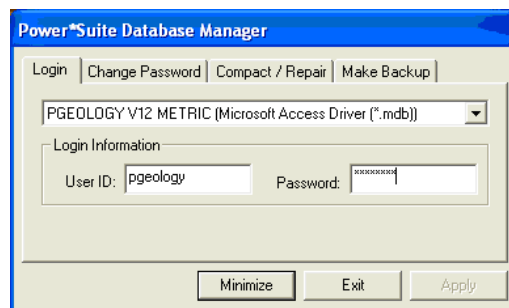 Power*Suite Database Manager
Login Change Password Compact / Repair Make Backup
PGEOLOGY V12 METRIC (Microsoft Access Driver (*.mdb))
Login Information
User ID: pgeology Password: ********
Minimize Exit Apply